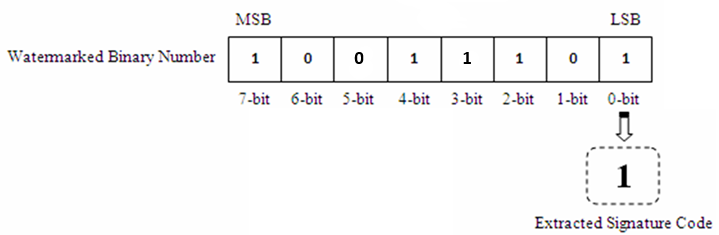 MSB LSB
Watermarked Binary Number 1 0 0 1 1 1 0 1
7-bit 6-bit 5-bit 4-bit 3-bit 2-bit 1-bit 0-bit
1
Extracted Signature Code